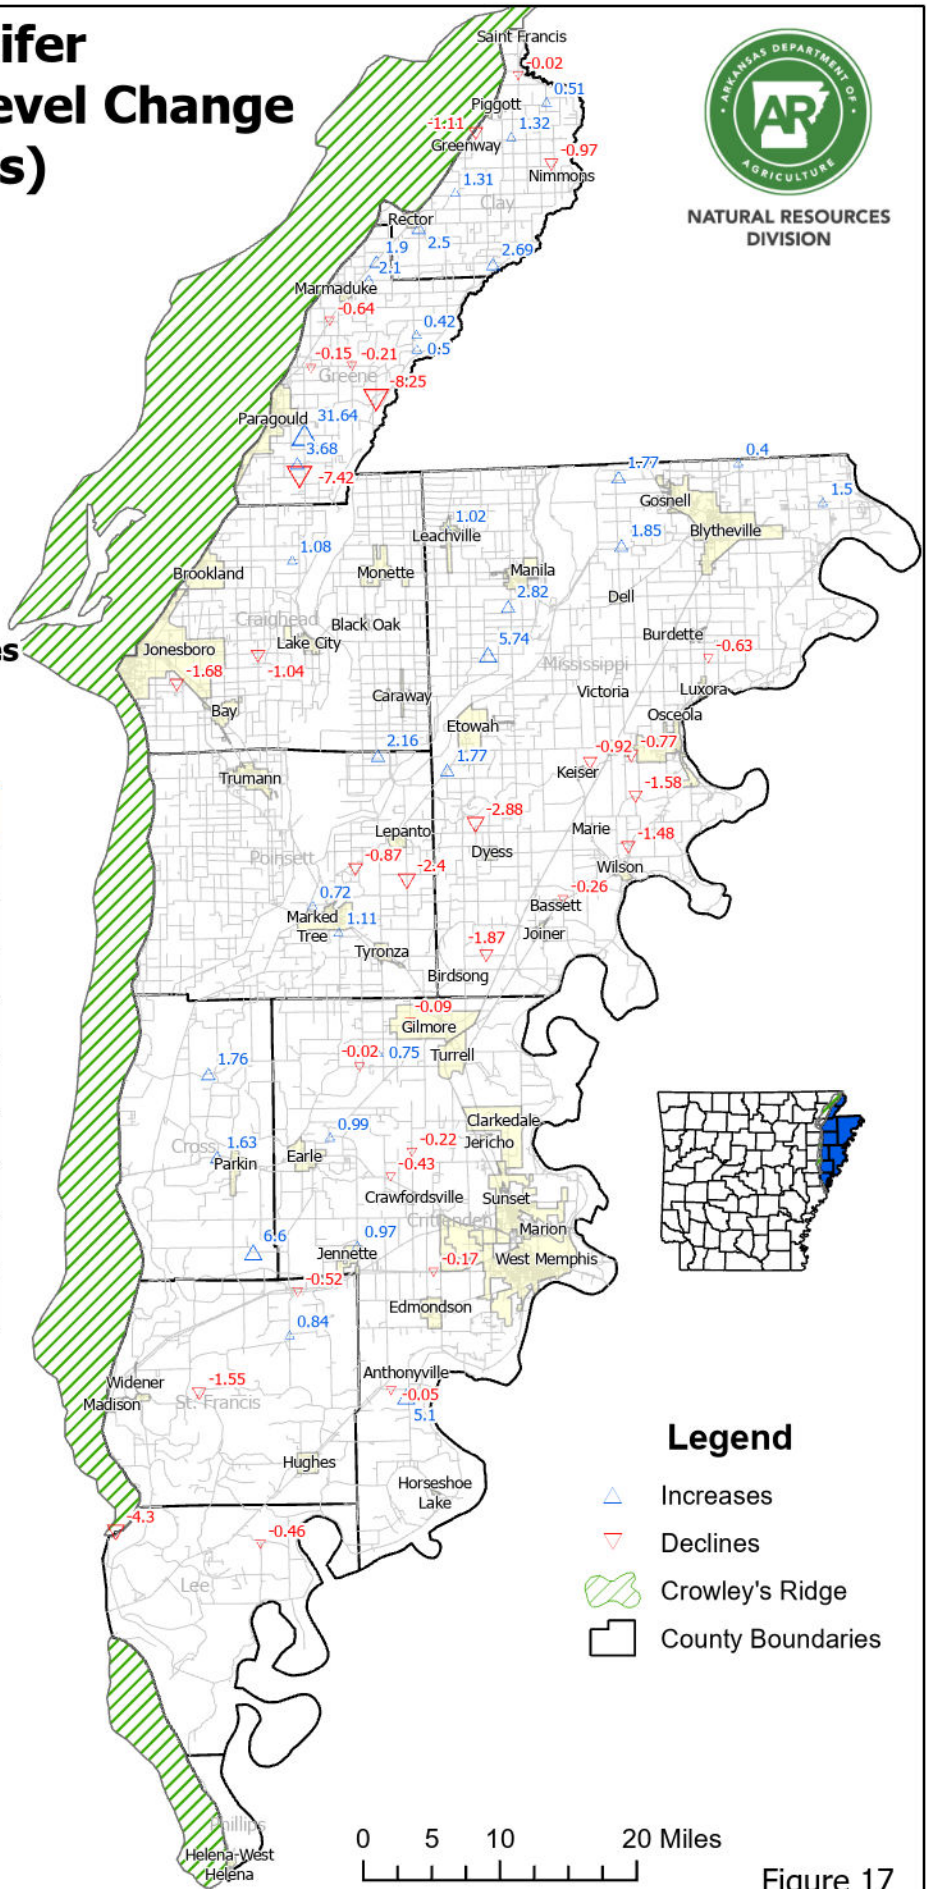 ifer
evel Change
s)
ARKANSAS DEPARTMENT OF
AR
AGRICULTURE
NATURAL RESOURCES
DIVISION
Saint Francis
-0.02
0.51
Piggott
-1.11
1.32
Greenway
-0.97
Nimmons
1.31
Clay
Rector
2.5
1.9
2.69
2.1
Marmaduke
-0.64
0.42
0.5
-0.15
-0.21
Greene
-8.25
Paragould
31.64
3.68
-7.42
1.77
0.4
1.5
Gosnell
1.02
Leachville
1.85
Blytheville
1.08
Brookland
Monette
Manila
2.82
Dell
Craighead
Black Oak
Lake City
5.74
Burdette
-0.63
es
Jonesboro
-1.68
-1.04
Mississippi
Caraway
Victoria
Luxora
Bay
Osceola
Etowah
2.16
1.77
-0.92
-0.77
Keiser
Trumann
-1.58
-2.88
Lepanto
Marie
-1.48
Poinsett
-0.87
Dyess
-2.4
Wilson
0.72
-0.26
Marked
Tree
1.11
Bassett
-1.87
Joiner
Tyronza
Birdsong
-0.09
Gilmore
-0.02
0.75
Turrell
1.76
0.99
Clarkedale
-0.22
Jericho
Cross
1.63
Parkin
Earle
-0.43
Crawfordsville
Sunset
Crittenden
6.6
0.97
Marion
Jennette
-0.17
West Memphis
-0.52
0.84
Edmondson
Anthonyville
-1.55
-0.05
Widener
Madison
St. Francis
5.1
Hughes
Horseshoe
Lake
-4.3
-0.46
Lee
Legend
Increases
Declines
Crowley's Ridge
County Boundaries
Phillips
Helena-West
Helena
0 5 10 20 Miles
Figure 17